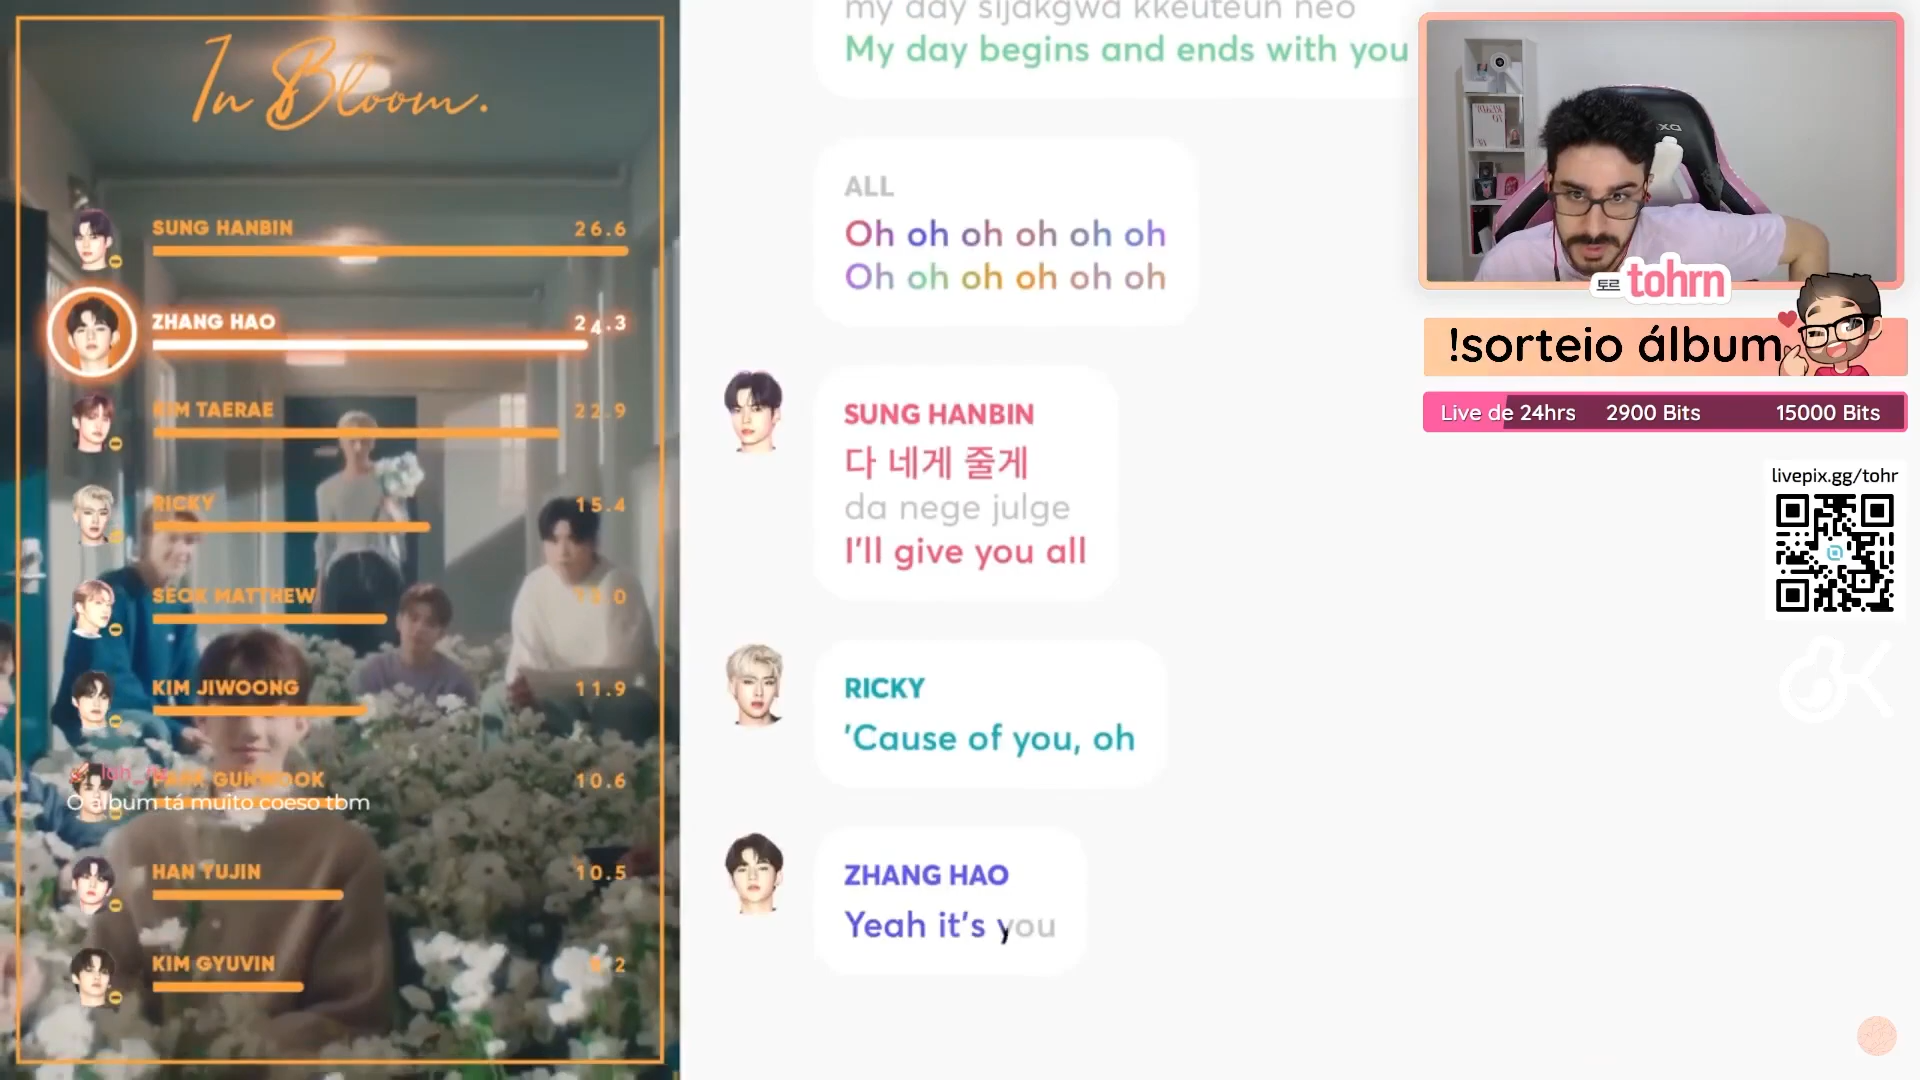 In Bloom.
SUNG HANBIN 26.6
ZHANG HAO 24.3
KIM TAERAE 22.9
RICKY 15.4
SEOK MATTHEW
KIM JIWOONG 11.9
PARK GUNWOOK 10.6
O album tá muito coeso tbm
HAN YUJIN 10.5
KIM GYUVIN
my day sijakgwa kkeuteun neo
My day begins and ends with you
ALL
Oh oh oh oh oh oh
Oh oh oh oh oh oh
SUNG HANBIN
다 네게 줄게
da nege julge
I'll give you all
RICKY
'Cause of you, oh
ZHANG HAO
Yeah it's you
토르 tohrn
!sorteio álbum
Live de 24hrs 2900 Bits 15000 Bits
livepix.gg/tohr